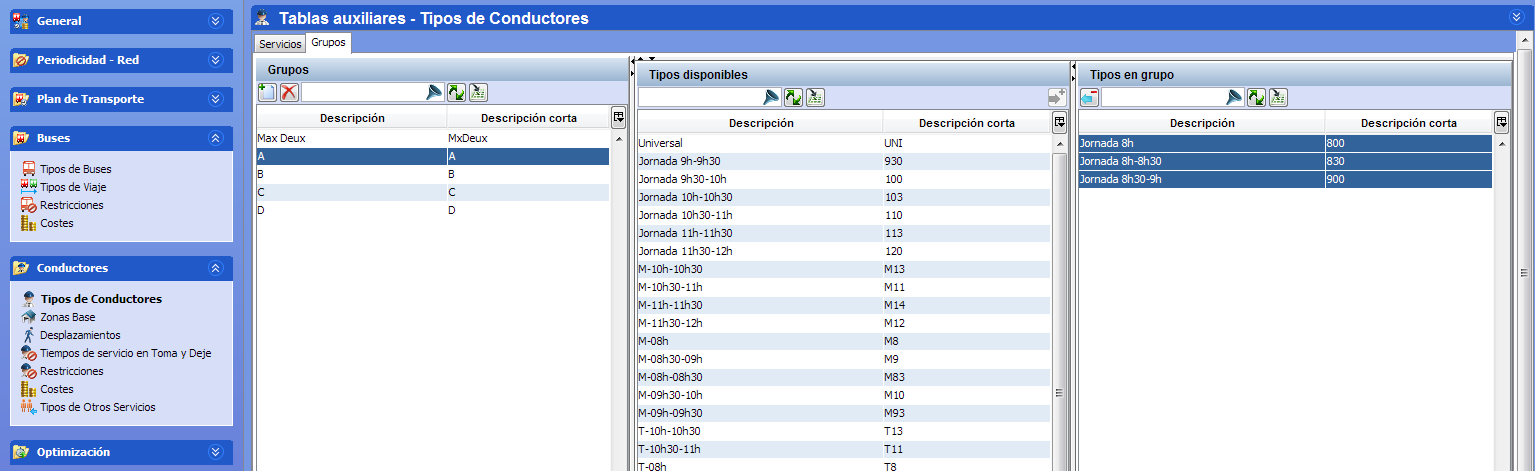 General
Periodicidad - Red
Plan de Transporte
Buses
Tipos de Buses
Tipos de Viaje
Restricciones
Costes
Conductores
Tipos de Conductores
Zonas Base
Desplazamientos
Tiempos de servicio en Toma y Deje
Restricciones
Costes
Tipos de Otros Servicios
Optimización
Tablas auxiliares - Tipos de Conductores
Servicios Grupos
Grupos
Descripción Descripción corta
Max Deux MxDeux
A A
B B
C C
D D
Tipos disponibles
Descripción Descripción corta
Universal UNI
Jornada 9h-9h30 930
Jornada 9h30-10h 100
Jornada 10h-10h30 103
Jornada 10h30-11h 110
Jornada 11h-11h30 113
Jornada 11h30-12h 120
M-10h-10h30 M13
M-10h30-11h M11
M-11h-11h30 M14
M-11h30-12h M12
M-08h M8
M-08h30-09h M9
M-08h-08h30 M83
M-09h30-10h M10
M-09h-09h30 M93
T-10h-10h30 T13
T-10h30-11h T11
T-08h T8
Tipos en grupo
Descripción Descripción corta
Jornada 8h 800
Jornada 8h-8h30 830
Jornada 8h30-9h 900